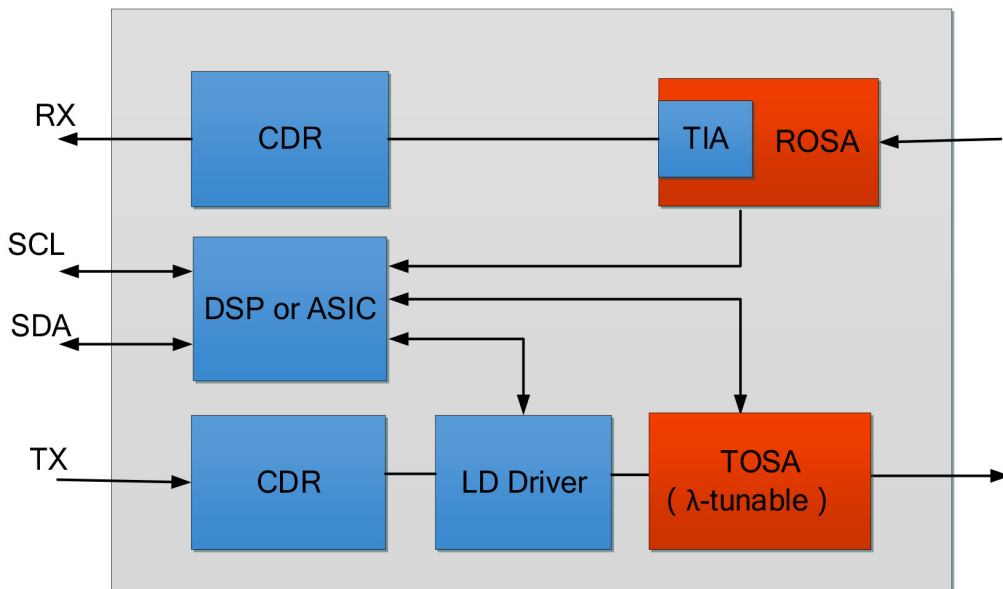 RX
CDR
TIA
ROSA
SCL
SDA
DSP or ASIC
TX
CDR
LD Driver
TOSA
( λ-tunable )